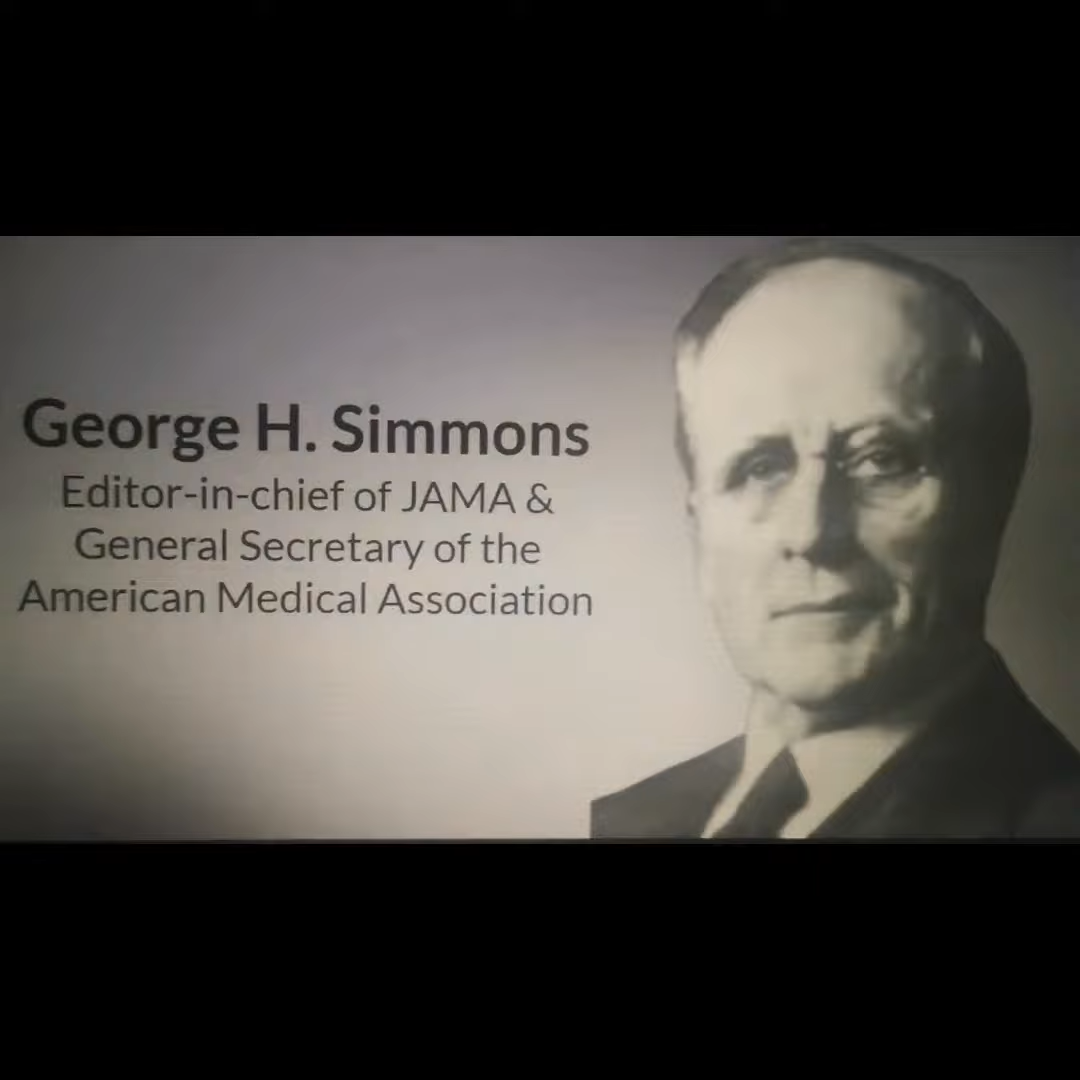 George H. Simmons
Editor-in-chief of JAMA &
General Secretary of the
American Medical Association